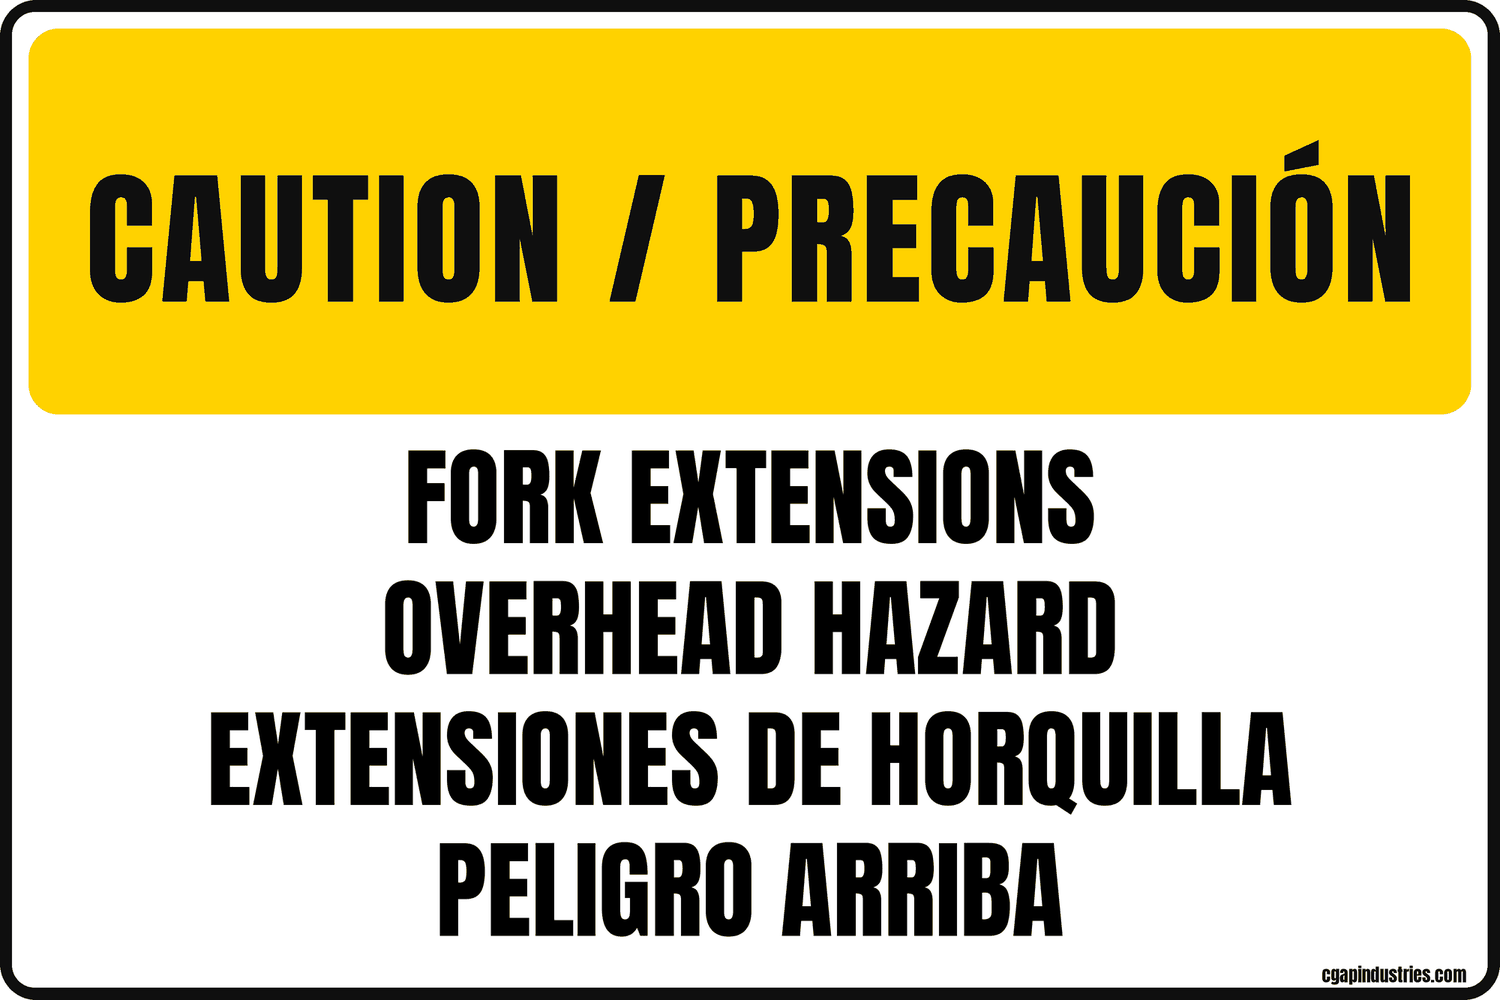 CAUTION / PRECAUCIÓN
FORK EXTENSIONS
OVERHEAD HAZARD
EXTENSIONES DE HORQUILLA
PELIGRO ARRIBA
cgapindustries.com